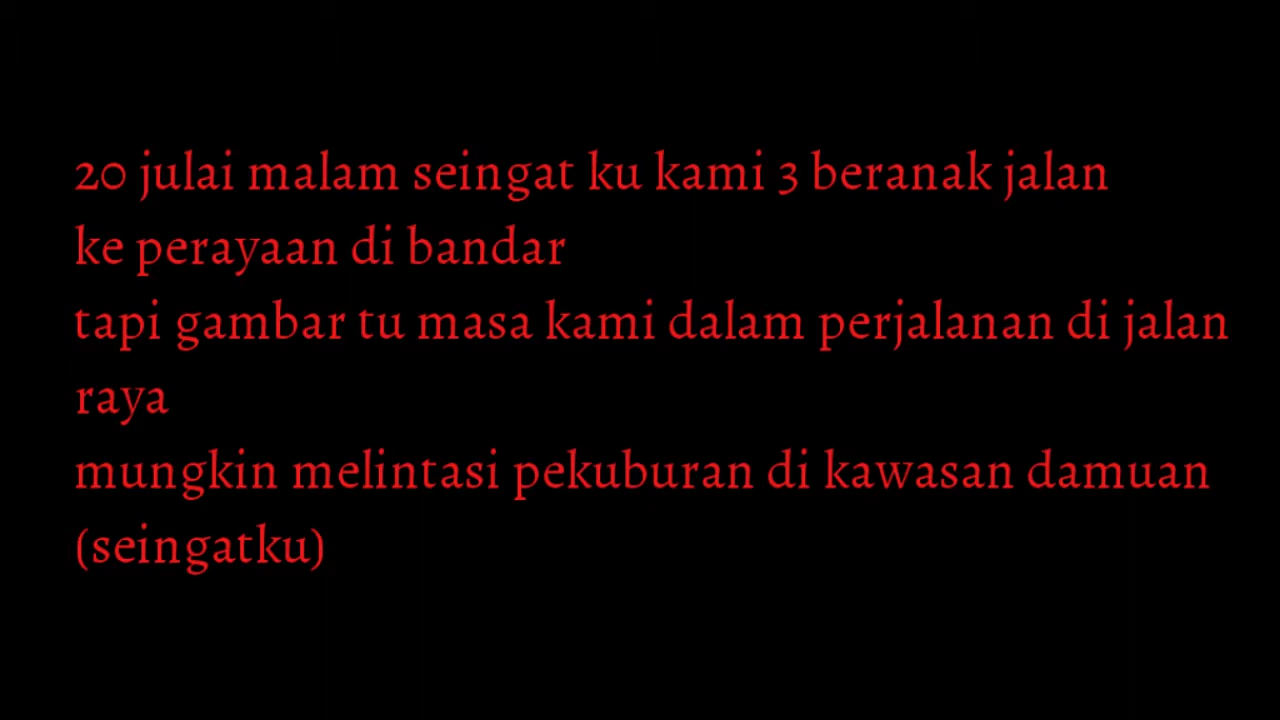 20 julai malam seingat ku kami 3 beranak jalan
ke perayaan di bandar
tapi gambar tu masa kami dalam perjalanan di jalan
raya
mungkin melintasi pekuburan di kawasan damuan
(seingatku)